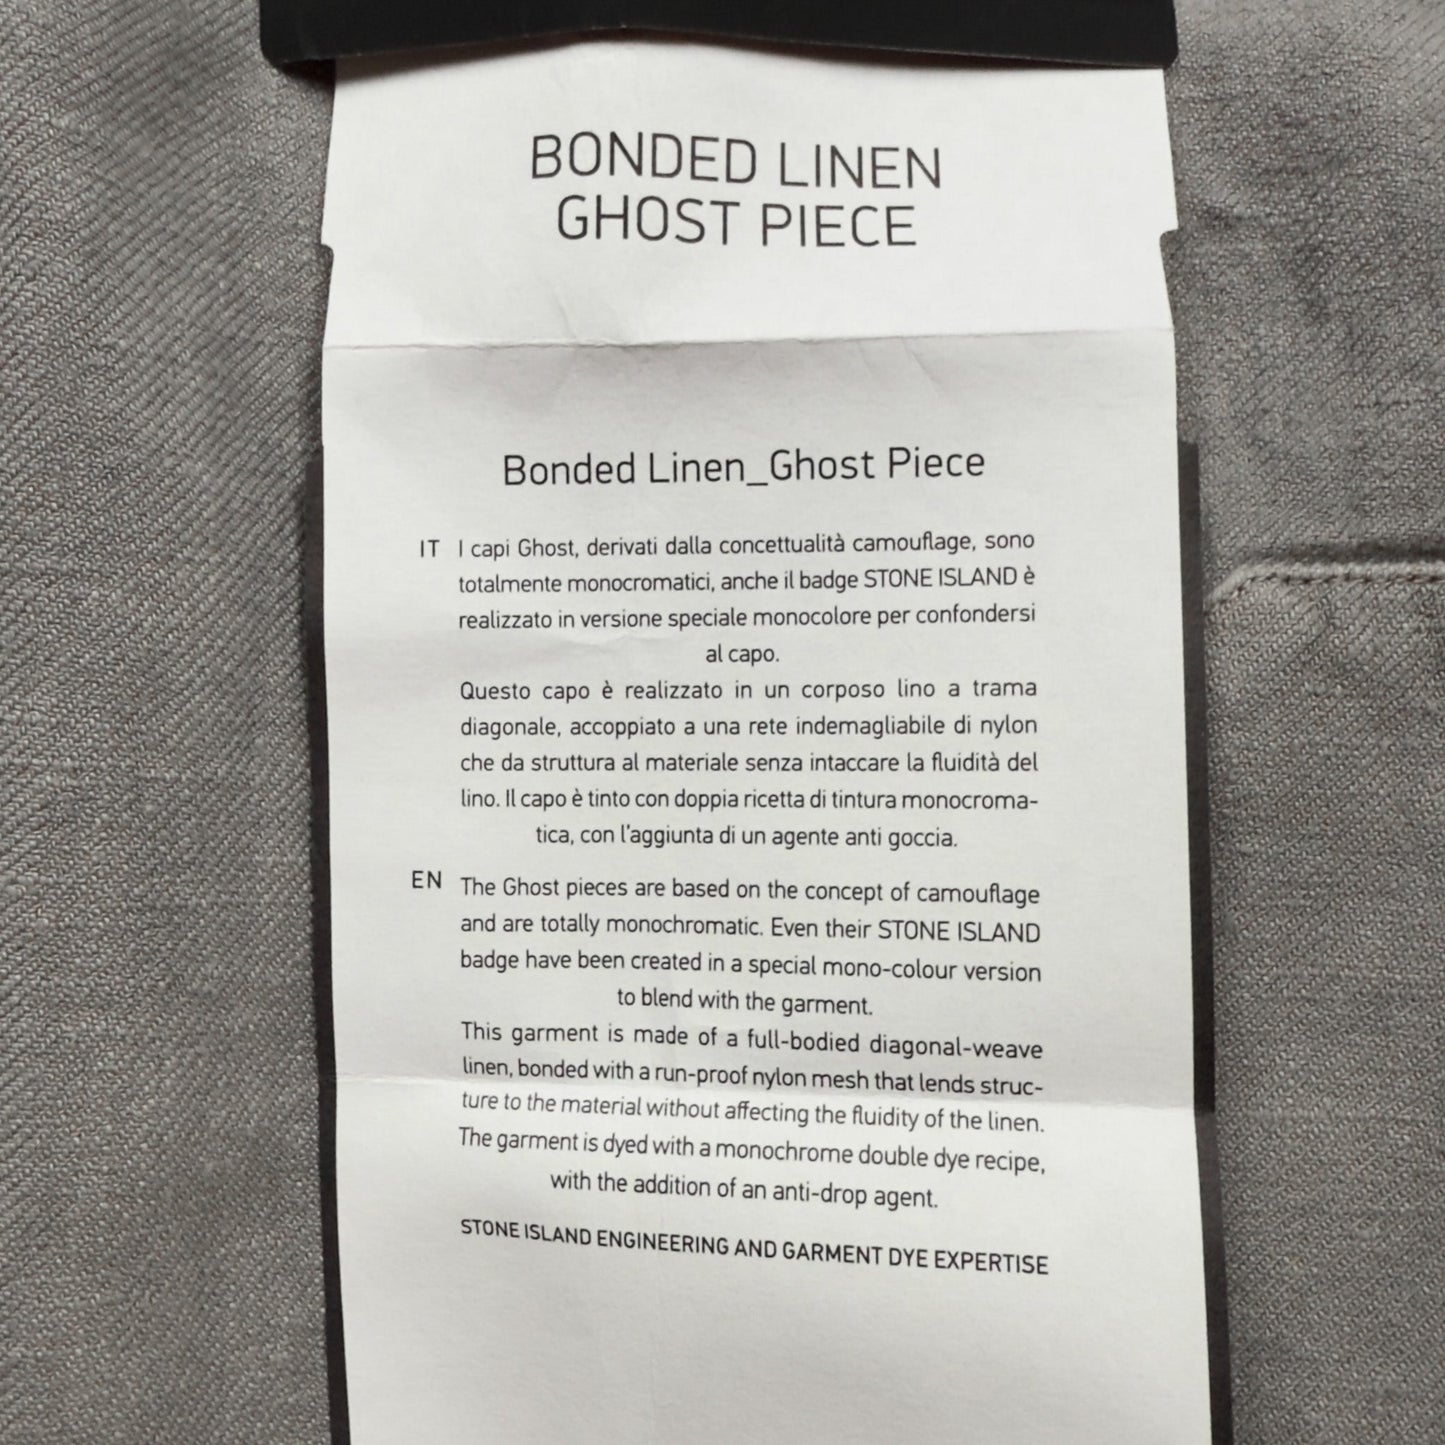 BONDED LINEN
GHOST PIECE
Bonded Linen_Ghost Piece
IT I capi Ghost, derivati dalla concettualità camouflage, sono
totalmente monocromatici, anche il badge STONE ISLAND è
realizzato in versione speciale monocolore per confondersi
al capo.
Questo capo è realizzato in un corposo lino a trama
diagonale, accoppiato a una rete indemagliabile di nylon
che da struttura al materiale senza intaccare la fluidità del
lino. Il capo è tinto con doppia ricetta di tintura monocroma-
tica, con l'aggiunta di un agente anti goccia.
EN The Ghost pieces are based on the concept of camouflage
and are totally monochromatic. Even their STONE ISLAND
badge have been created in a special mono-colour version
to blend with the garment.
This garment is made of a full-bodied diagonal-weave
linen, bonded with a run-proof nylon mesh that lends struc-
ture to the material without affecting the fluidity of the linen.
The garment is dyed with a monochrome double dye recipe,
with the addition of an anti-drop agent.
STONE ISLAND ENGINEERING AND GARMENT DYE EXPERTISE